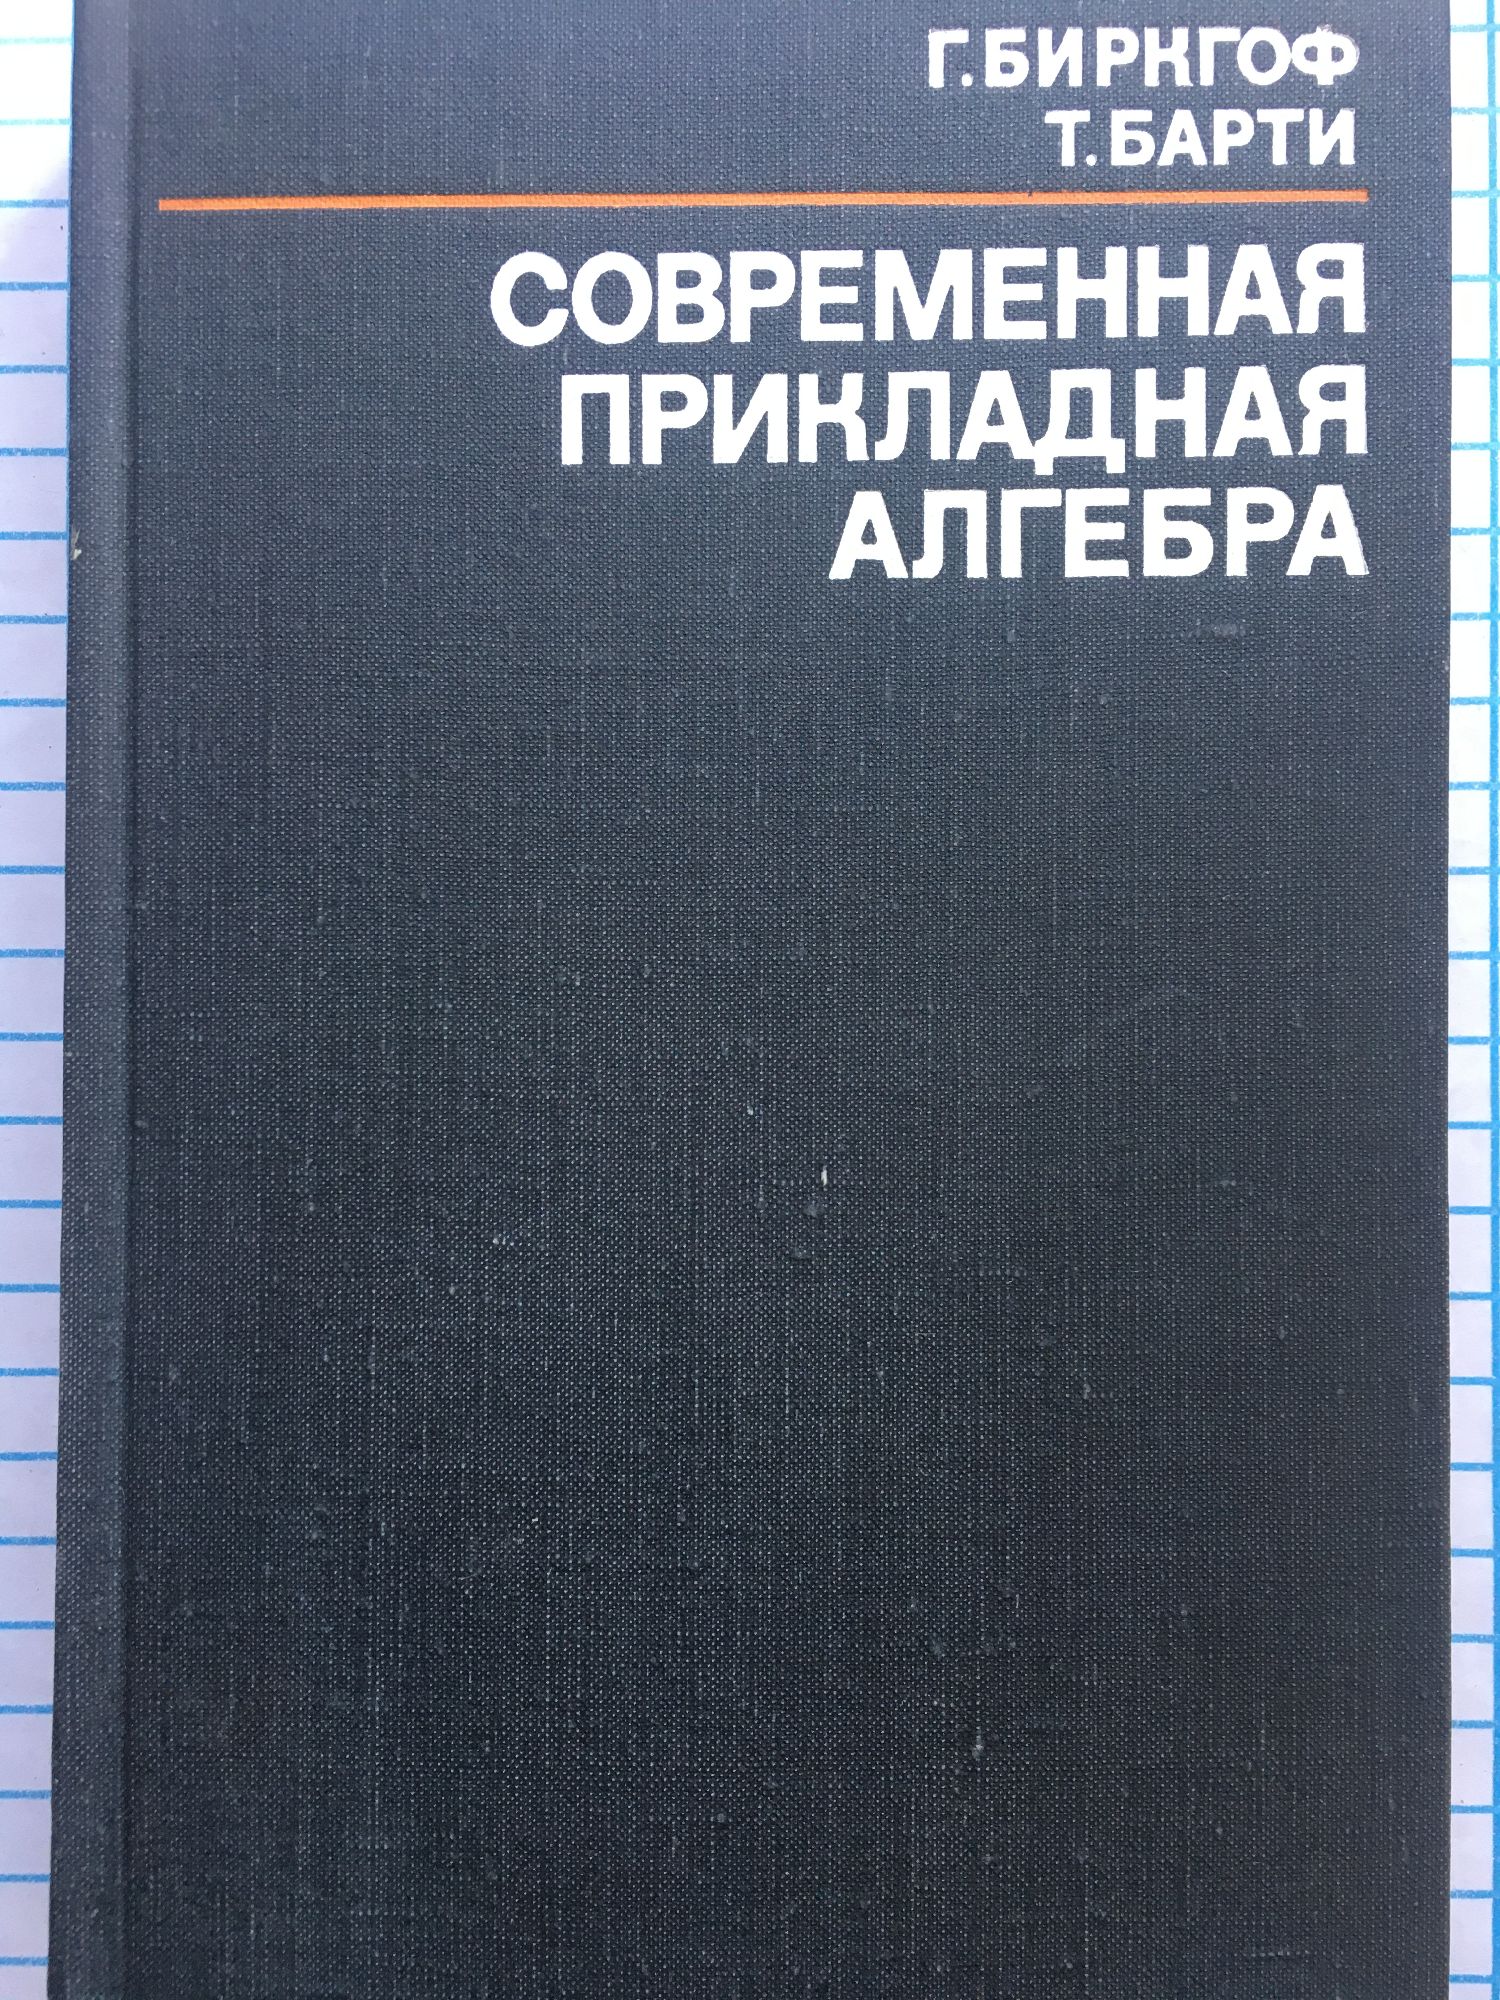 Г. БИРКГОФ
Т. БАРТИ
СОВРЕМЕННАЯ
ПРИКЛАДНАЯ
АЛГЕБРА